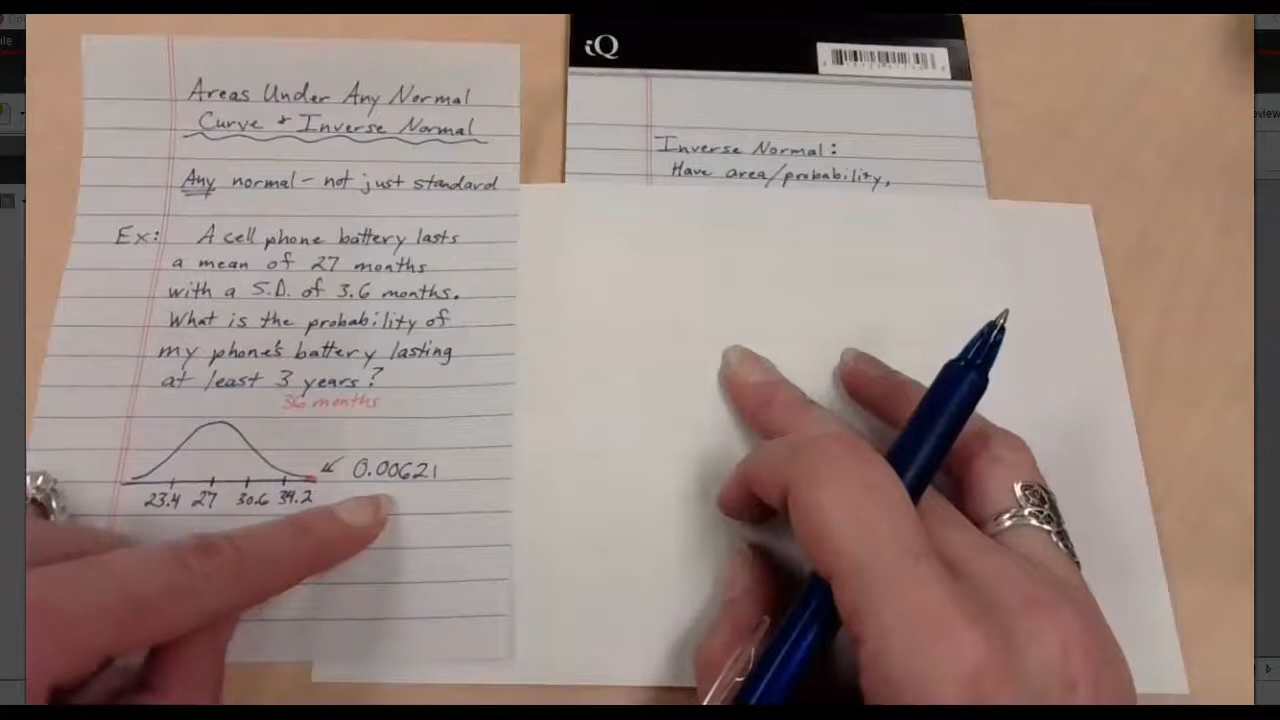 iQ
Areas Under Any Normal
Curve + Inverse Normal
Any normal - not just standard
Ex: A cell phone battery lasts
a mean of 27 months
with a S.D. of 3.6 months.
What is the probability of
my phone's battery lasting
at least 3 years?
36 months
0.00621
23.4 27 30.6 34.2
Inverse Normal:
Have area/probability,
ile
view